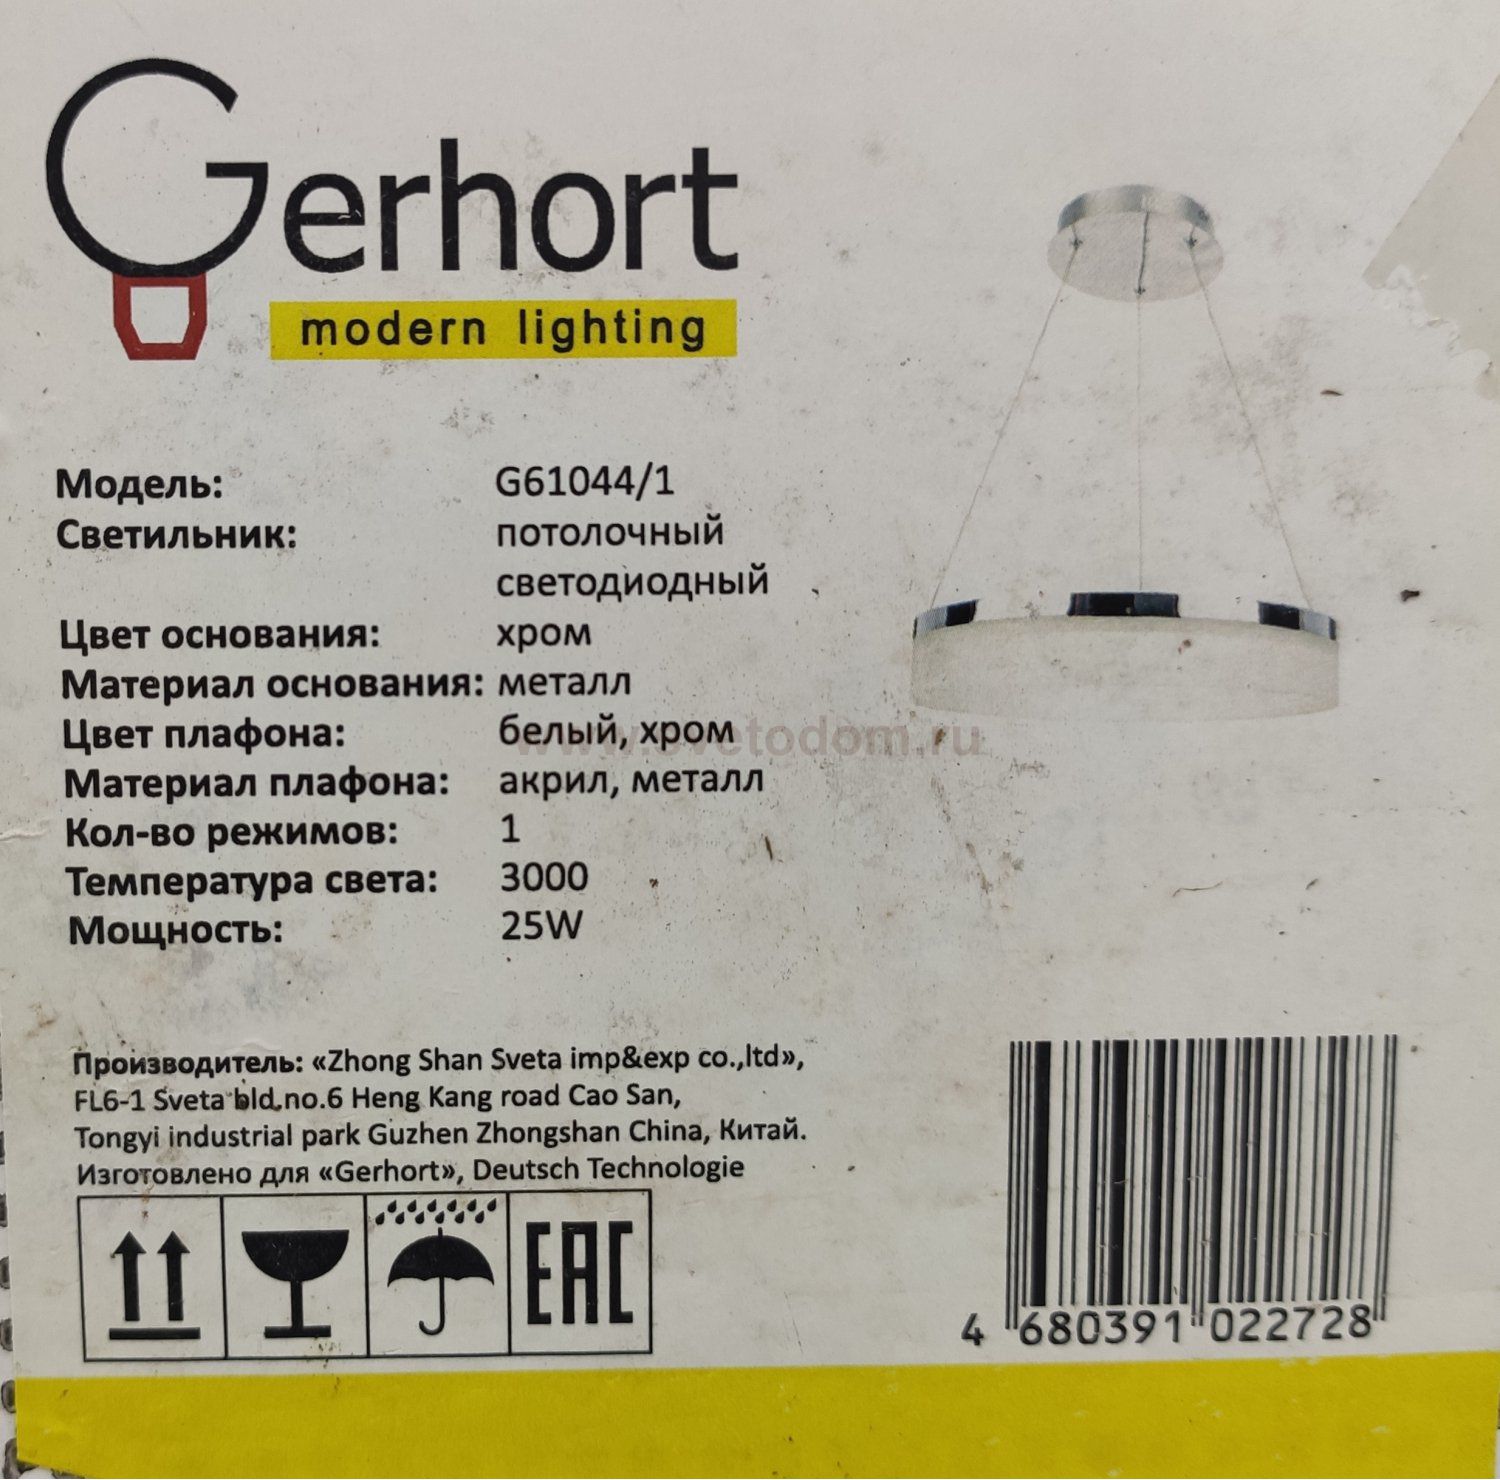 Gerhort
modern lighting
Модель: G61044/1
Светильник: потолочный
светодиодный
Цвет основания: хром
Материал основания: металл
Цвет плафона: белый, хром
www.svetodom.ru
Материал плафона: акрил, металл
Кол-во режимов: 1
Температура света: 3000
Мощность: 25W
Производитель: «Zhong Shan Sveta imp&exp co.,ltd»,
FL6-1 Sveta bld.no.6 Heng Kang road Cao San,
Tongyi industrial park Guzhen Zhongshan China, Китай.
Изготовлено для «Gerhort», Deutsch Technologie
EAC
4 680391 022728